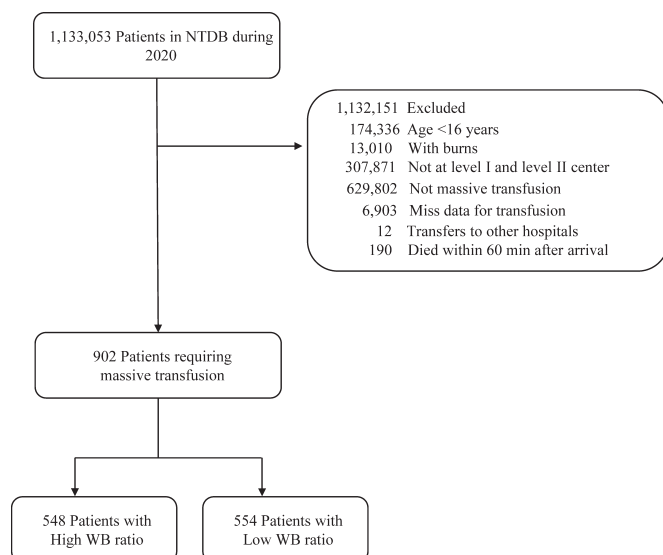 1,133,053 Patients in NTDB during
2020
1,132,151 Excluded
174,336 Age <16 years
13,010 With burns
307,871 Not at level I and level II center
629,802 Not massive transfusion
6,903 Miss data for transfusion
12 Transfers to other hospitals
190 Died within 60 min after arrival
902 Patients requiring
massive transfusion
548 Patients with
High WB ratio
554 Patients with
Low WB ratio